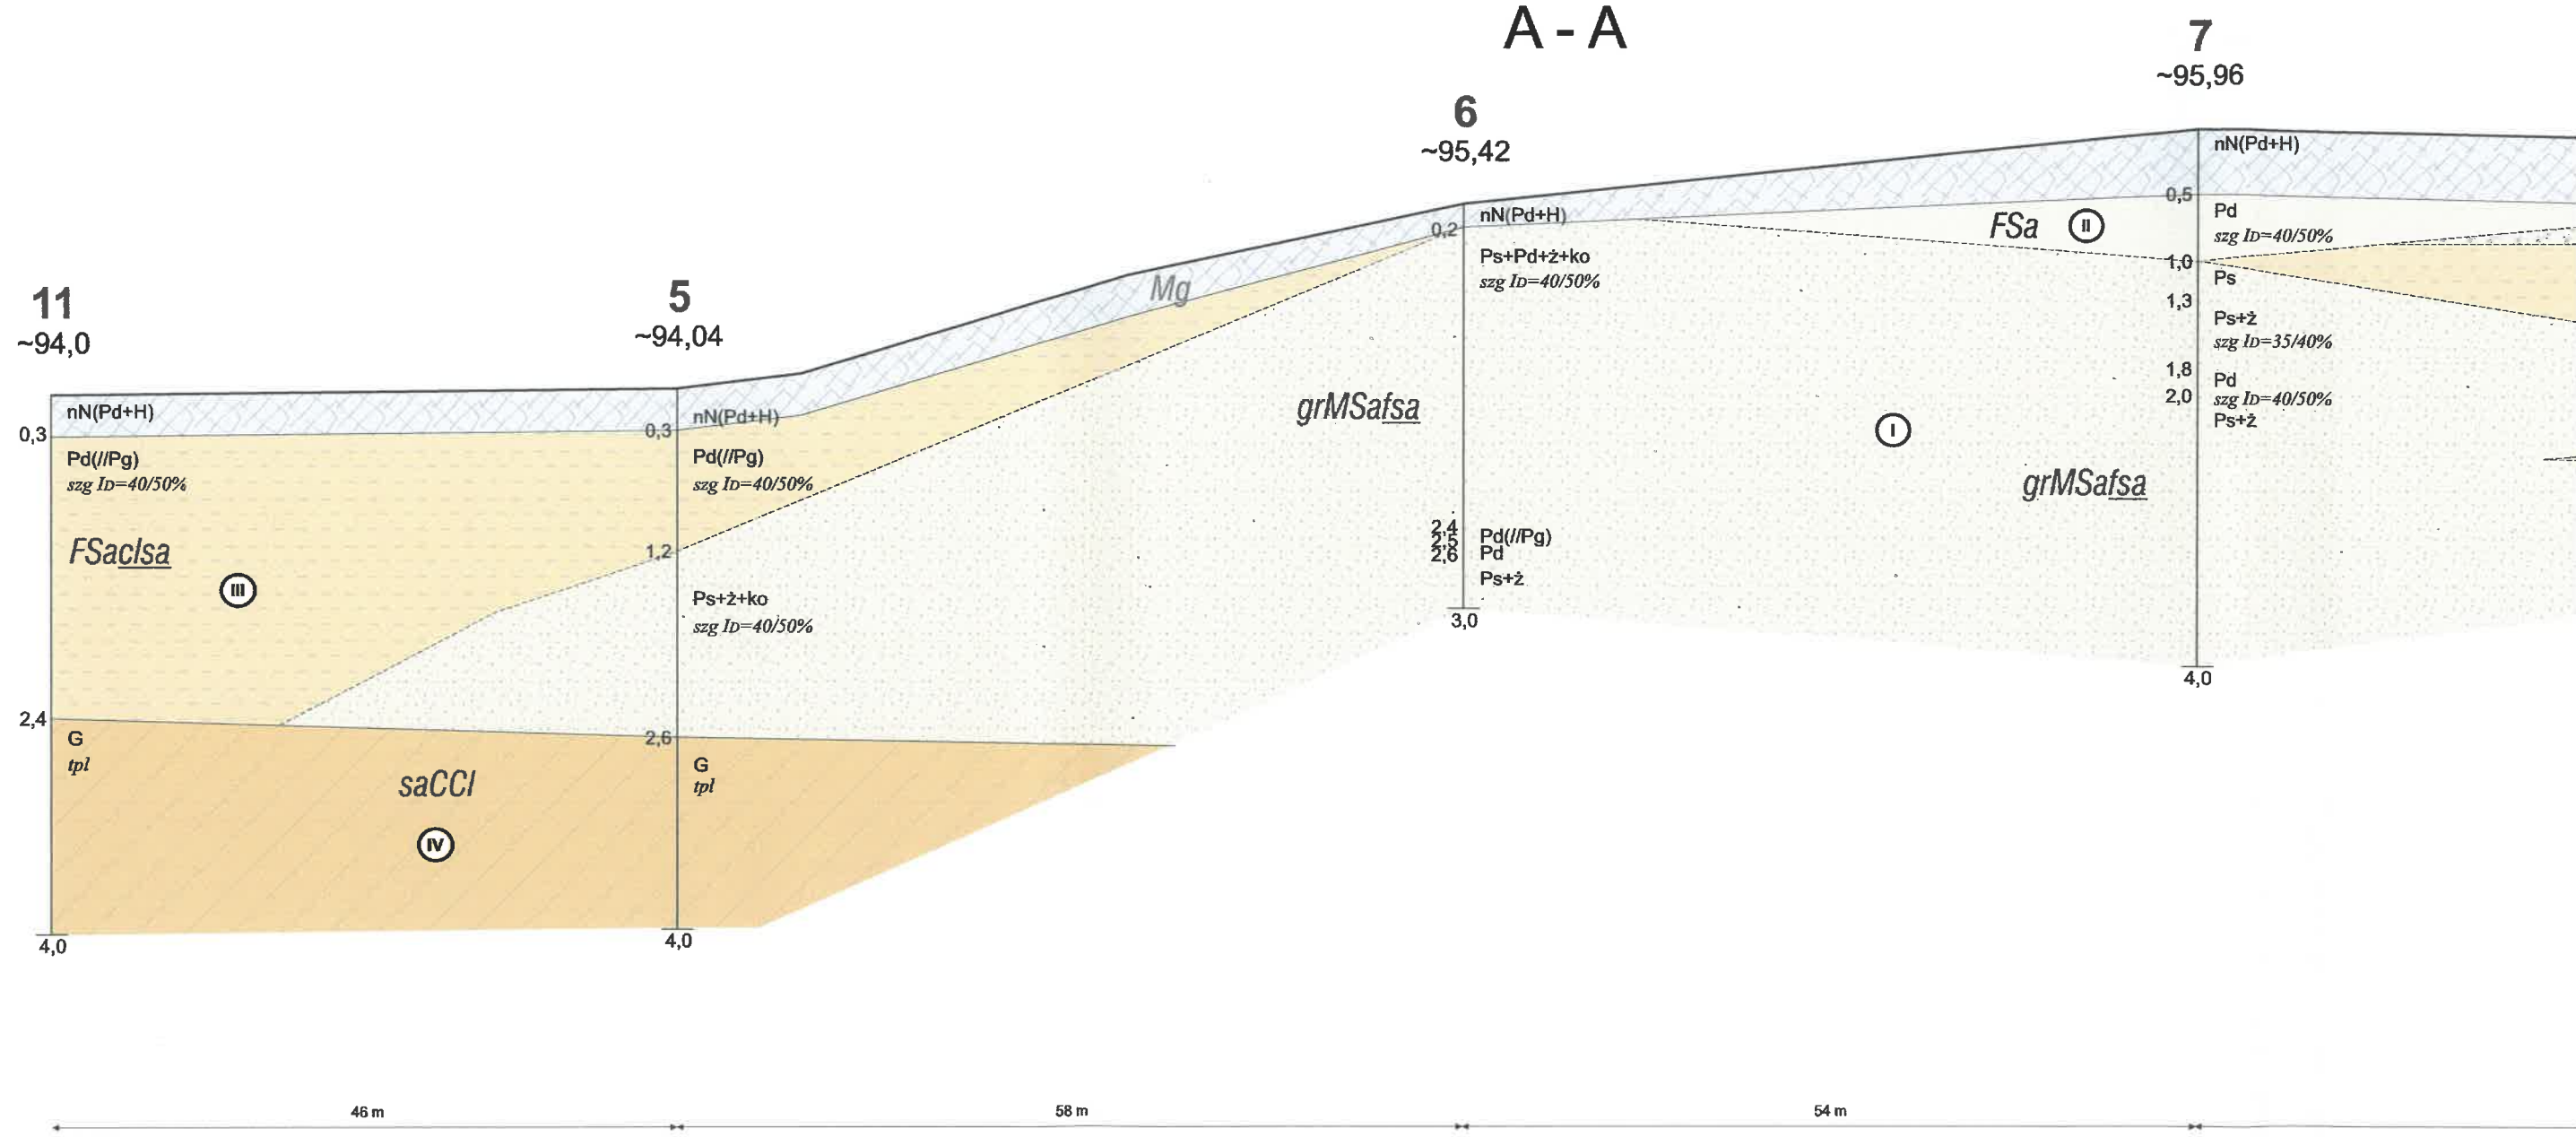 A - A
11
~94,0
nN(Pd+H)
0,3
Pd(//Pg)
szg ID=40/50%
FSaclsa
III
2,4
G
tpl
saCCl
IV
4,0
5
~94,04
nN(Pd+H)
0,3
Pd(//Pg)
szg ID=40/50%
1,2
Ps+ż+ko
szg ID=40/50%
2,6
G
tpl
4,0
Mg
6
~95,42
nN(Pd+H)
0,2
Ps+Pd+ż+ko
szg ID=40/50%
grMSafsa
2,4
2,5
2,6
Pd(//Pg)
Pd
Ps+ż
3,0
I
7
~95,96
nN(Pd+H)
0,5
FSa II
Pd
szg ID=40/50%
1,0
Ps
1,3
Ps+ż
szg ID=35/40%
1,8
Pd
2,0
szg ID=40/50%
Ps+ż
grMSafsa
4,0
46 m
58 m
54 m